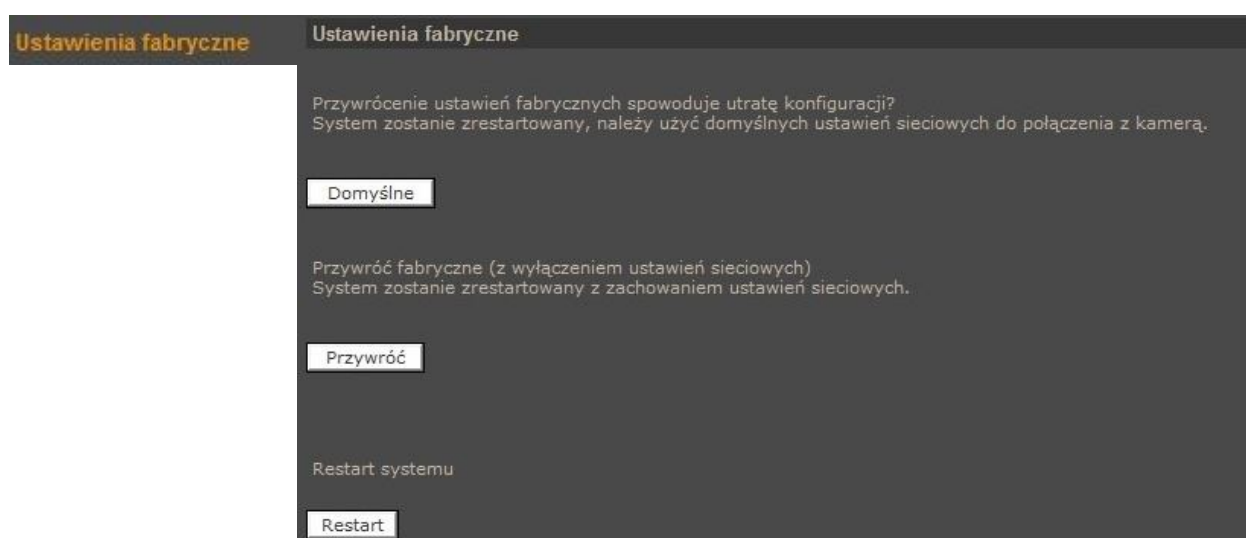 Ustawienia fabryczne
Ustawienia fabryczne
Przywrócenie ustawień fabrycznych spowoduje utratę konfiguracji?
System zostanie zrestartowany, należy użyć domyślnych ustawień sieciowych do połączenia z kamerą.
Domyślne
Przywróć fabryczne (z wyłączeniem ustawień sieciowych)
System zostanie zrestartowany z zachowaniem ustawień sieciowych.
Przywróć
Restart systemu
Restart